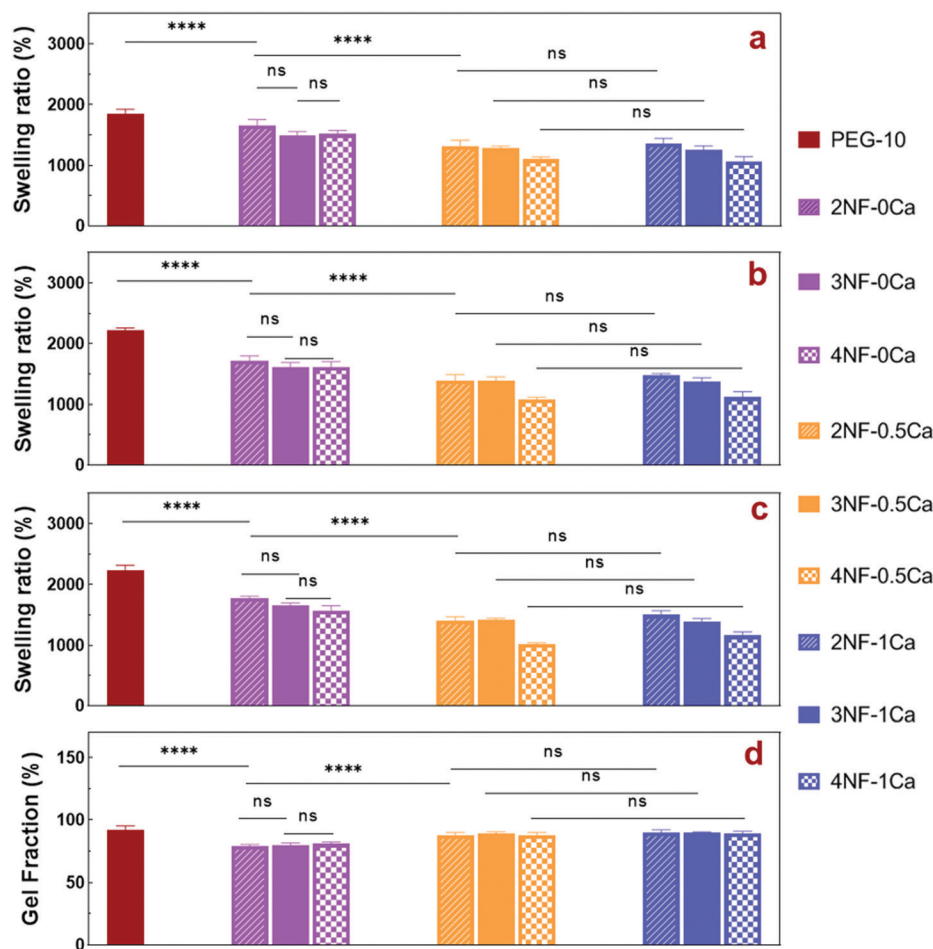 a
Swelling ratio (%)
3000
2000
1000
0
****
****
ns
ns
ns
ns
ns
b
Swelling ratio (%)
3000
2000
1000
0
****
****
ns
ns
ns
ns
ns
c
Swelling ratio (%)
3000
2000
1000
0
****
****
ns
ns
ns
ns
ns
d
Gel Fraction (%)
150
100
50
0
****
****
ns
ns
ns
ns
ns
PEG-10
2NF-0Ca
3NF-0Ca
4NF-0Ca
2NF-0.5Ca
3NF-0.5Ca
4NF-0.5Ca
2NF-1Ca
3NF-1Ca
4NF-1Ca